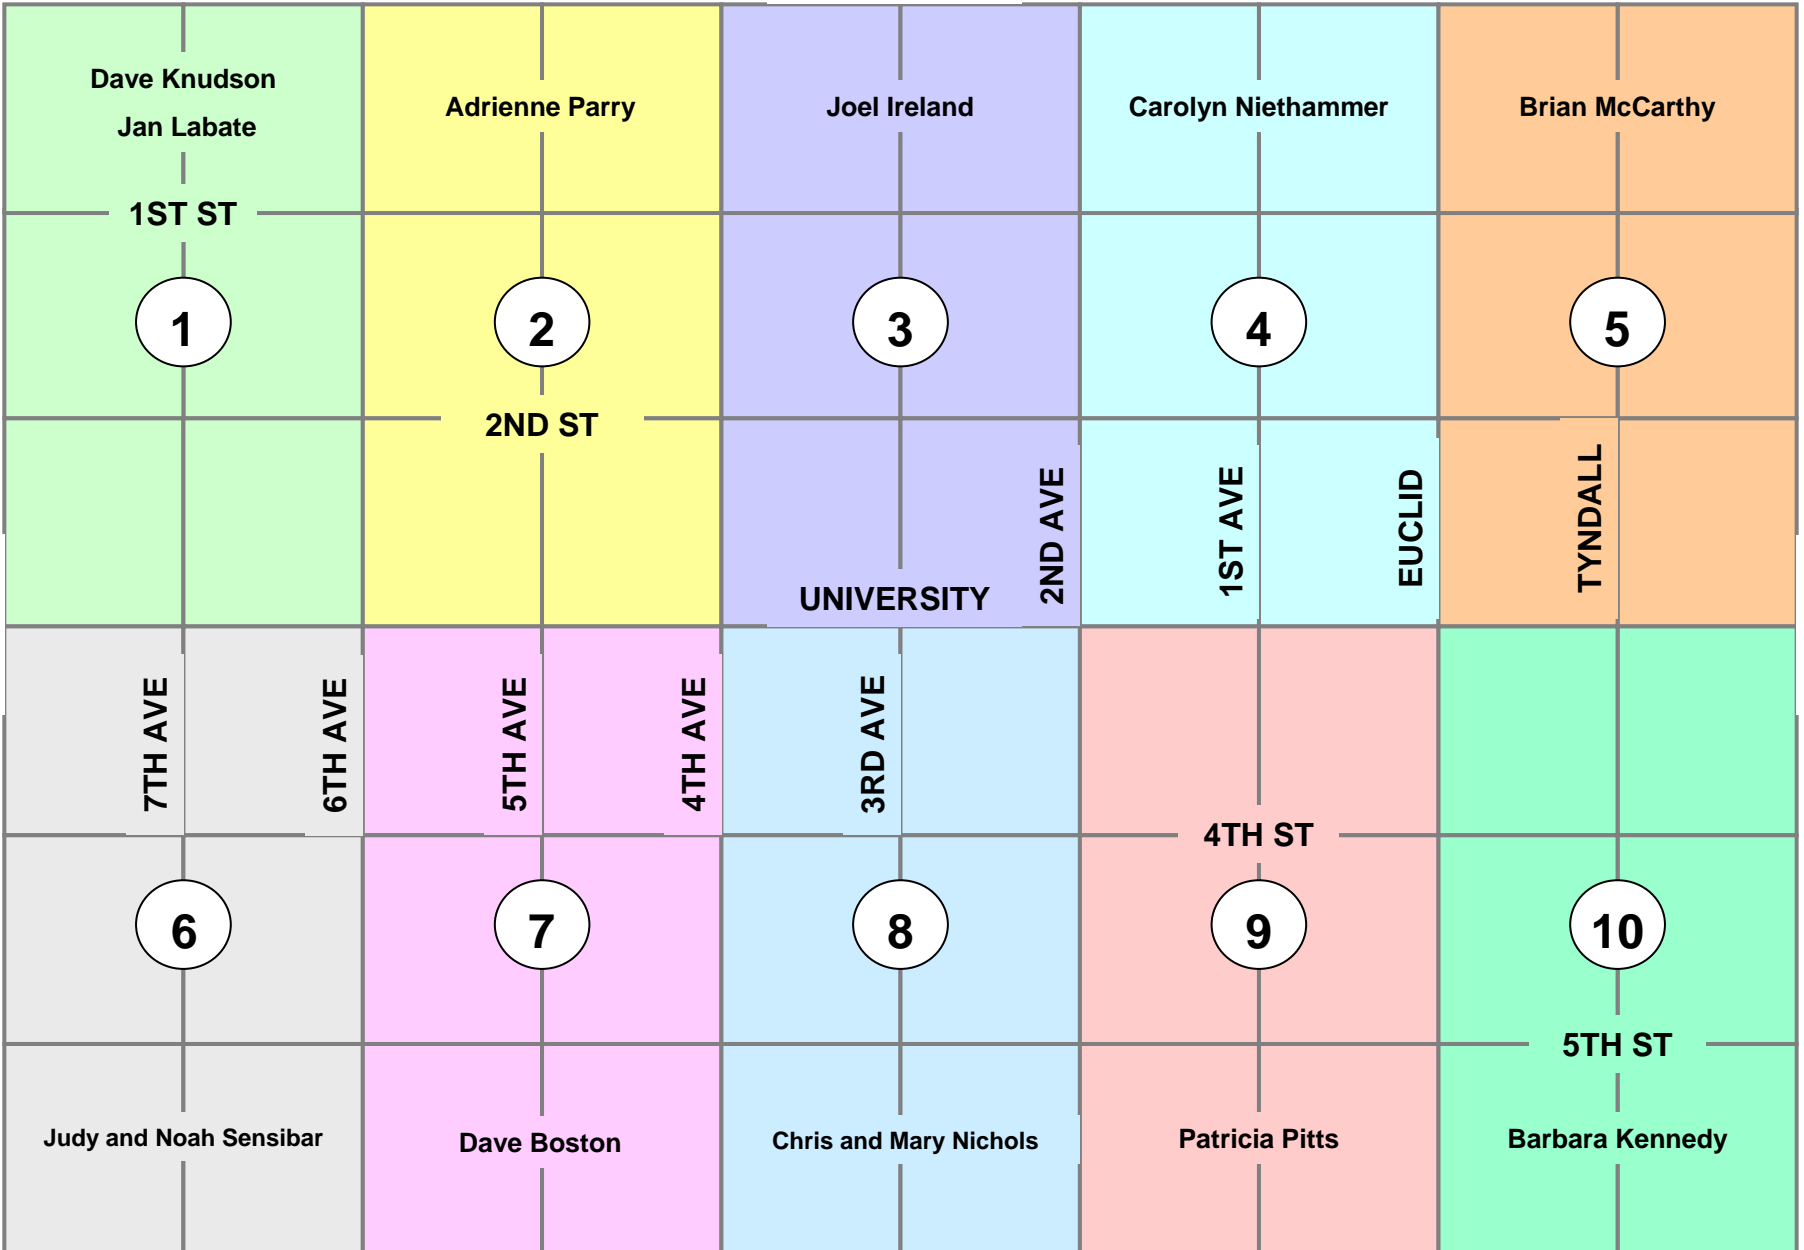 Dave Knudson
Jan Labate
Adrienne Parry
Joel Ireland
Carolyn Niethammer
Brian McCarthy
1ST ST
1
2
3
4
5
2ND ST
2ND AVE
1ST AVE
EUCLID
TYNDALL
UNIVERSITY
7TH AVE
6TH AVE
5TH AVE
4TH AVE
3RD AVE
4TH ST
6
7
8
9
10
5TH ST
Judy and Noah Sensibar
Dave Boston
Chris and Mary Nichols
Patricia Pitts
Barbara Kennedy